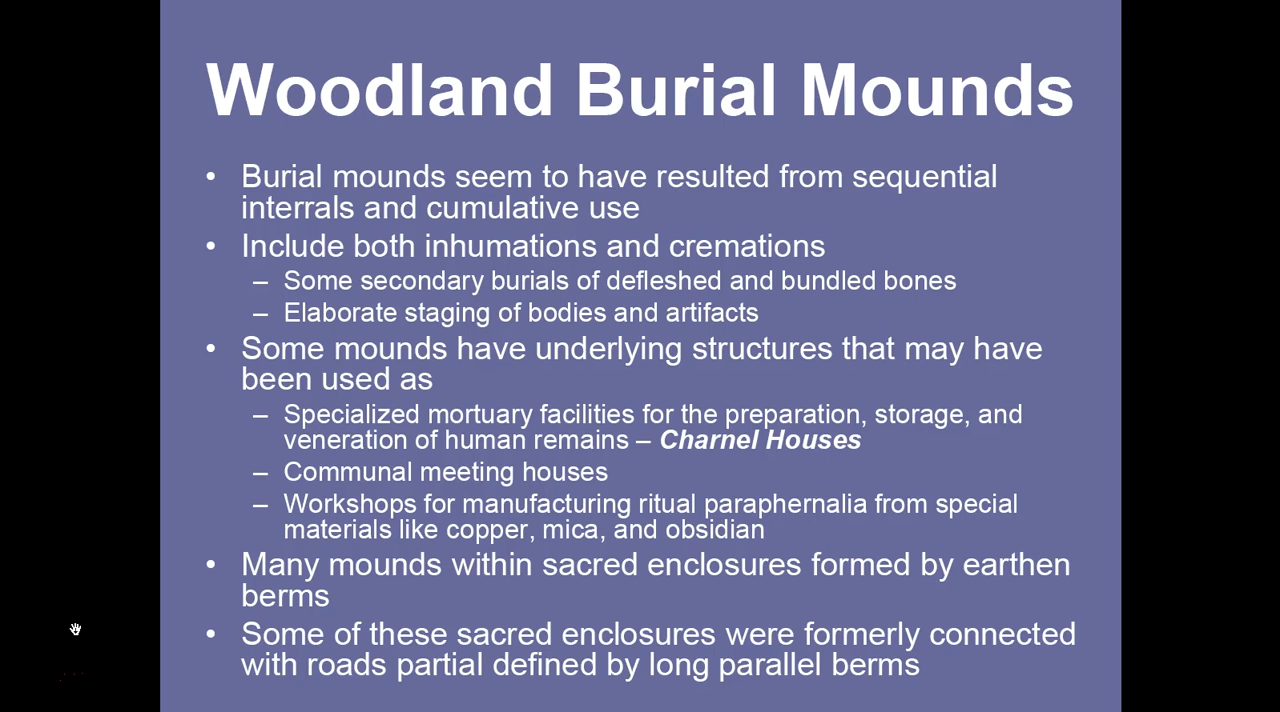 Woodland Burial Mounds
• Burial mounds seem to have resulted from sequential
interrals and cumulative use
• Include both inhumations and cremations
– Some secondary burials of defleshed and bundled bones
– Elaborate staging of bodies and artifacts
• Some mounds have underlying structures that may have
been used as
– Specialized mortuary facilities for the preparation, storage, and
veneration of human remains – Charnel Houses
– Communal meeting houses
– Workshops for manufacturing ritual paraphernalia from special
materials like copper, mica, and obsidian
• Many mounds within sacred enclosures formed by earthen
berms
• Some of these sacred enclosures were formerly connected
with roads partial defined by long parallel berms